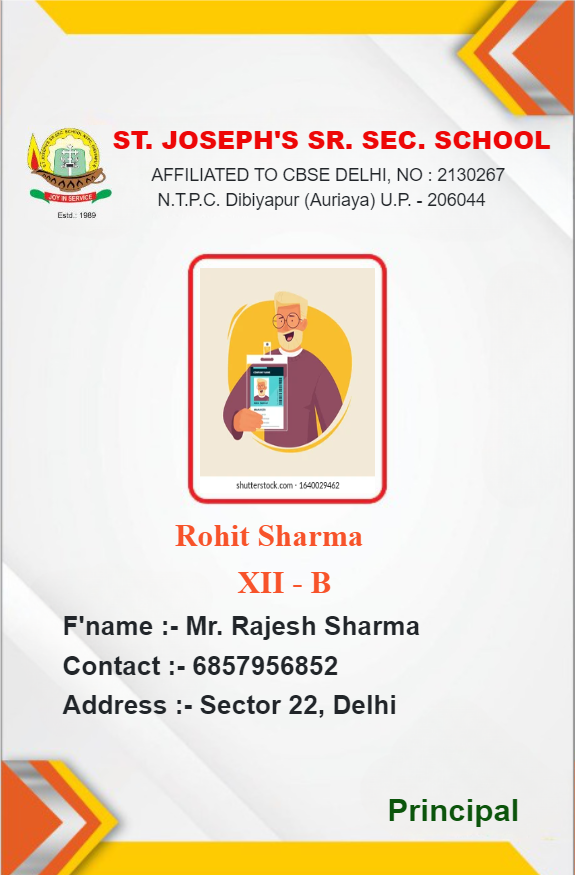 ST. JOSEPH'S SR. SEC. SCHOOL
AFFILIATED TO CBSE DELHI, NO : 2130267
N.T.P.C. Dibiyapur (Auriaya) U.P. - 206044
JOY IN SERVICE
Estd.: 1989
shutterstock.com · 1640029462
Rohit Sharma
XII - B
F'name :- Mr. Rajesh Sharma
Contact :- 6857956852
Address :- Sector 22, Delhi
Principal